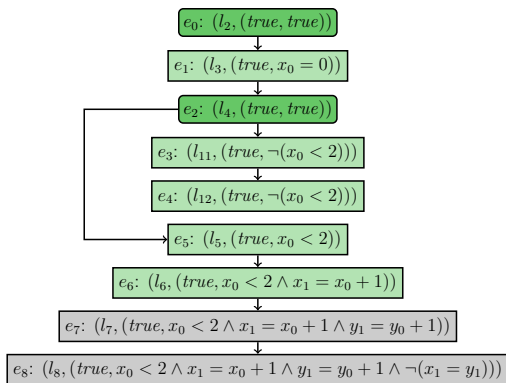 e₀: (l₂, (true, true))
e₁: (l₃, (true, x₀ = 0))
e₂: (l₄, (true, true))
e₃: (l₁₁, (true, ¬(x₀ < 2)))
e₄: (l₁₂, (true, ¬(x₀ < 2)))
e₅: (l₅, (true, x₀ < 2))
e₆: (l₆, (true, x₀ < 2 ∧ x₁ = x₀ + 1))
e₇: (l₇, (true, x₀ < 2 ∧ x₁ = x₀ + 1 ∧ y₁ = y₀ + 1))
e₈: (l₈, (true, x₀ < 2 ∧ x₁ = x₀ + 1 ∧ y₁ = y₀ + 1 ∧ ¬(x₁ = y₁)))